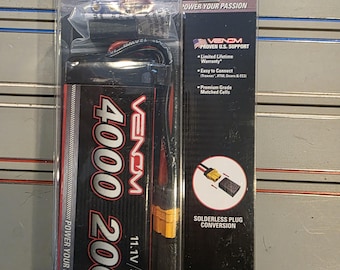 POWER YOUR PASSION
VENOM
PROVEN U.S. SUPPORT
• Limited Lifetime
Warranty*
• Easy to Connect
• Premium Grade
Matched Cells
SOLDERLESS PLUG
CONVERSION
VENOM
4000 20
11.1V
POWER YOUR